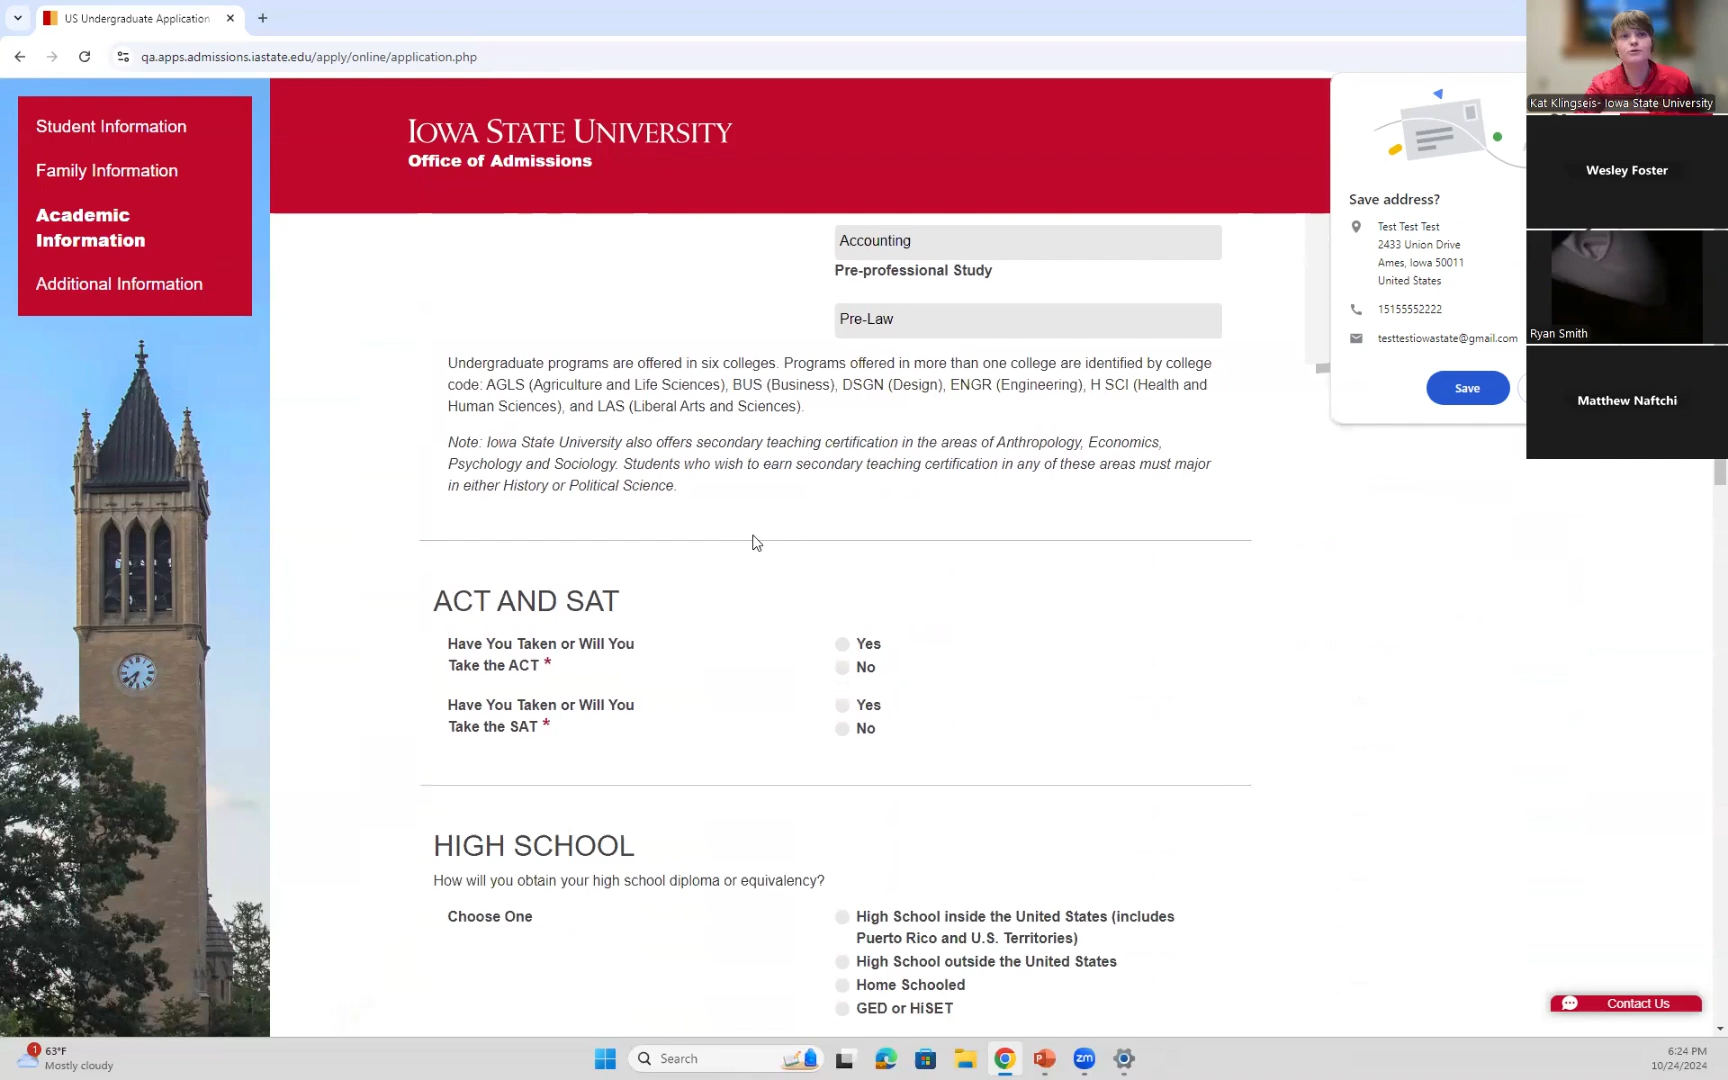 US Undergraduate Application
qa.apps.admissions.iastate.edu/apply/online/application.php
Student Information
Family Information
Academic
Information
Additional Information
IOWA STATE UNIVERSITY
Office of Admissions
Accounting
Pre-professional Study
Pre-Law
Undergraduate programs are offered in six colleges. Programs offered in more than one college are identified by college
code: AGLS (Agriculture and Life Sciences), BUS (Business), DSGN (Design), ENGR (Engineering), H SCI (Health and
Human Sciences), and LAS (Liberal Arts and Sciences).
Note: Iowa State University also offers secondary teaching certification in the areas of Anthropology, Economics,
Psychology and Sociology. Students who wish to earn secondary teaching certification in any of these areas must major
in either History or Political Science.
ACT AND SAT
Have You Taken or Will You
Take the ACT *
Yes
No
Have You Taken or Will You
Take the SAT *
Yes
No
HIGH SCHOOL
How will you obtain your high school diploma or equivalency?
Choose One
High School inside the United States (includes
Puerto Rico and U.S. Territories)
High School outside the United States
Home Schooled
GED or HiSET
Save address?
Test Test Test
2433 Union Drive
Ames, Iowa 50011
United States
15155552222
testtestiowastate@gmail.com
Save
Kat Klingseis- Iowa State University
Wesley Foster
Ryan Smith
Matthew Naftchi
Contact Us
1
63°F
Mostly cloudy
Search
zm
6:24 PM
10/24/2024